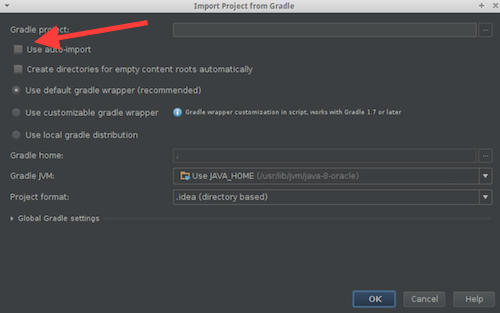 Import Project from Gradle
Gradle project:
Use auto-import
Create directories for empty content roots automatically
Use default gradle wrapper (recommended)
Use customizable gradle wrapper Gradle wrapper customization in script, works with Gradle 1.7 or later
Use local gradle distribution
Gradle home:
Gradle JVM: Use JAVA_HOME (/usr/lib/jvm/java-8-oracle)
Project format: .idea (directory based)
Global Gradle settings
OK Cancel Help